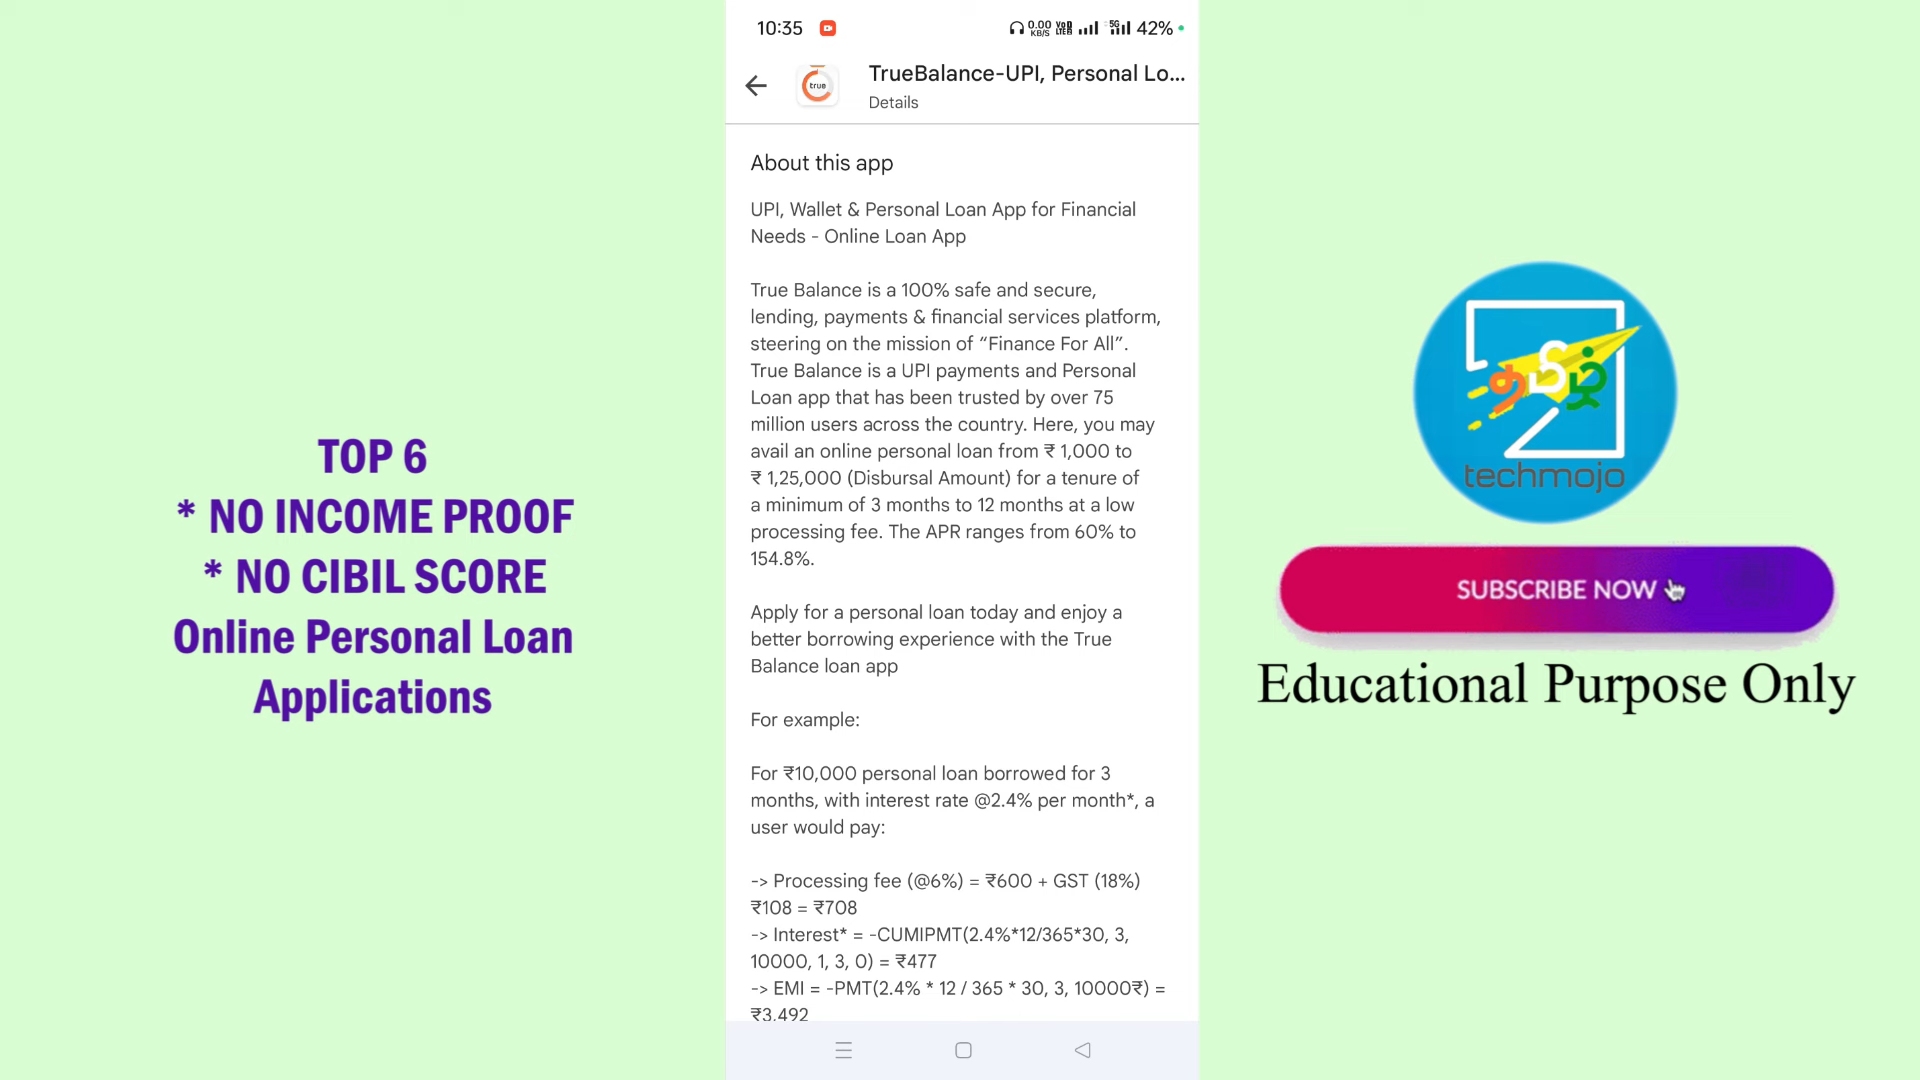 TOP 6
* NO INCOME PROOF
* NO CIBIL SCORE
Online Personal Loan
Applications
10:35
0.00 KB/S VoD LTE 5G 42%
true
TrueBalance-UPI, Personal Lo...
Details
About this app
UPI, Wallet & Personal Loan App for Financial
Needs - Online Loan App
True Balance is a 100% safe and secure,
lending, payments & financial services platform,
steering on the mission of “Finance For All”.
True Balance is a UPI payments and Personal
Loan app that has been trusted by over 75
million users across the country. Here, you may
avail an online personal loan from ₹ 1,000 to
₹ 1,25,000 (Disbursal Amount) for a tenure of
a minimum of 3 months to 12 months at a low
processing fee. The APR ranges from 60% to
154.8%.
Apply for a personal loan today and enjoy a
better borrowing experience with the True
Balance loan app
For example:
For ₹10,000 personal loan borrowed for 3
months, with interest rate @2.4% per month*, a
user would pay:
-> Processing fee (@6%) = ₹600 + GST (18%)
₹108 = ₹708
-> Interest* = -CUMIPMT(2.4%*12/365*30, 3,
10000, 1, 3, 0) = ₹477
-> EMI = -PMT(2.4% * 12 / 365 * 30, 3, 10000₹) =
₹3,492
தமிழ்
techmojo
SUBSCRIBE NOW
Educational Purpose Only